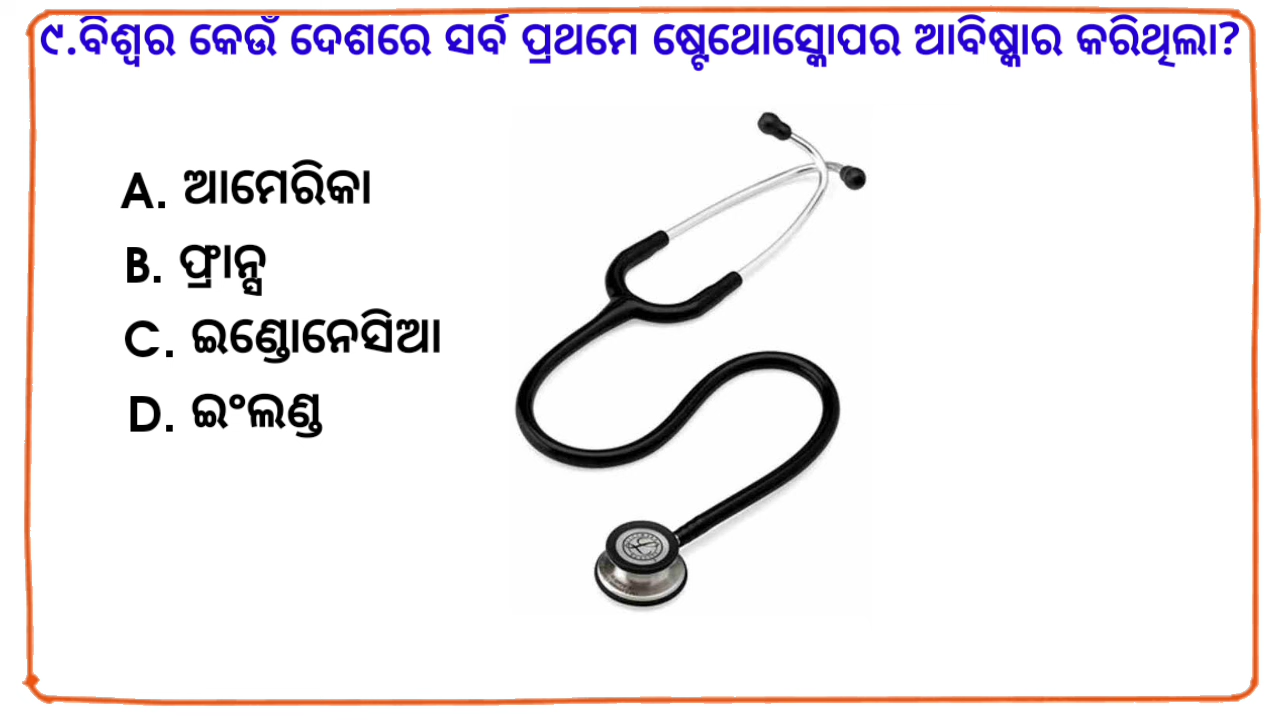 ୯.ବିଶ୍ୱର କେଉଁ ଦେଶରେ ସର୍ବ ପ୍ରଥମେ ଷ୍ଟେଥୋସ୍କୋପର ଆବିଷ୍କାର କରିଥିଲା?
A. ଆମେରିକା
B. ଫ୍ରାନ୍ସ
C. ଇଣ୍ଡୋନେସିଆ
D. ଇଂଲଣ୍ଡ